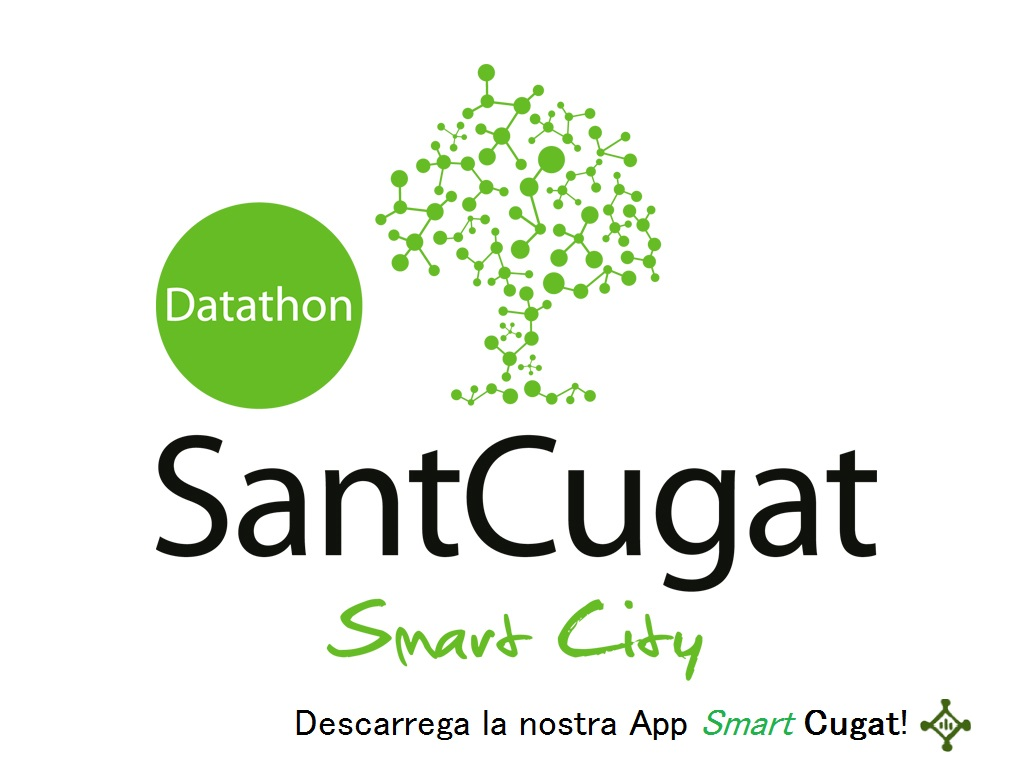 Datathon
SantCugat
Smart City
Descarrega la nostra App Smart Cugat!